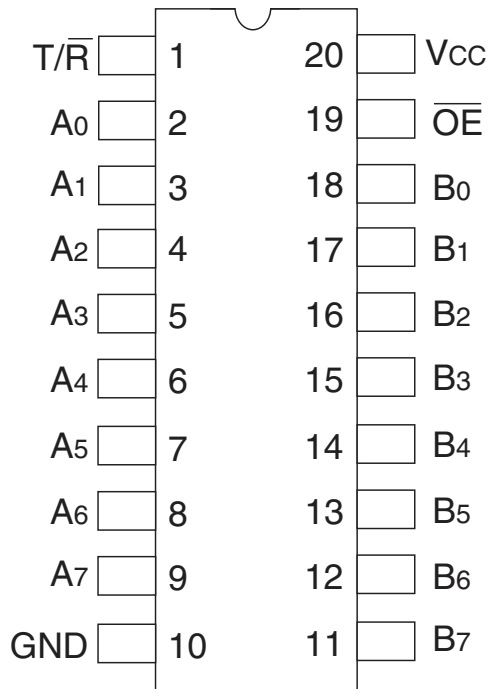 T/R̅ 1 20 VCC
A0 2 19 O̅E̅
A1 3 18 B0
A2 4 17 B1
A3 5 16 B2
A4 6 15 B3
A5 7 14 B4
A6 8 13 B5
A7 9 12 B6
GND 10 11 B7